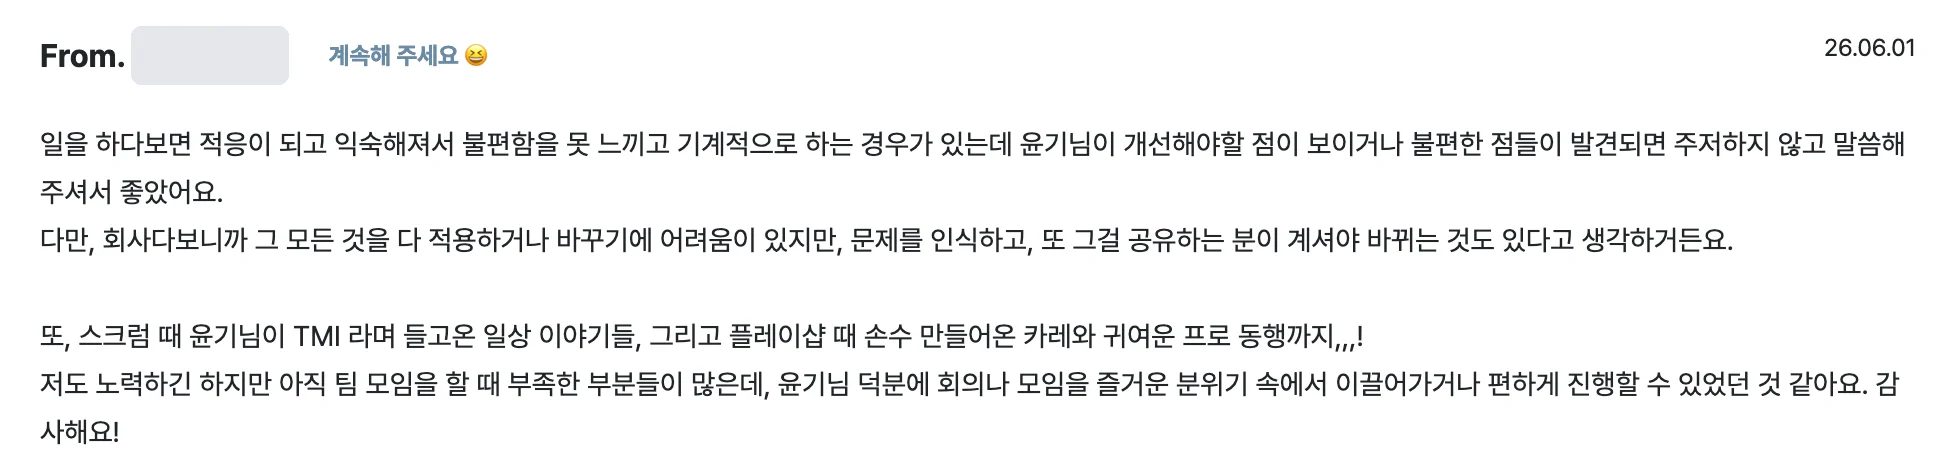 From.
계속해 주세요 😆
26.06.01
일을 하다보면 적응이 되고 익숙해져서 불편함을 못 느끼고 기계적으로 하는 경우가 있는데 윤기님이 개선해야할 점이 보이거나 불편한 점들이 발견되면 주저하지 않고 말씀해
주셔서 좋았어요.
다만, 회사다보니까 그 모든 것을 다 적용하거나 바꾸기에 어려움이 있지만, 문제를 인식하고, 또 그걸 공유하는 분이 계셔야 바뀌는 것도 있다고 생각하거든요.
또, 스크럼 때 윤기님이 TMI 라며 들고온 일상 이야기들, 그리고 플레이샵 때 손수 만들어온 카레와 귀여운 프로 동행까지,,,!
저도 노력하긴 하지만 아직 팀 모임을 할 때 부족한 부분들이 많은데, 윤기님 덕분에 회의나 모임을 즐거운 분위기 속에서 이끌어가거나 편하게 진행할 수 있었던 것 같아요. 감
사해요!